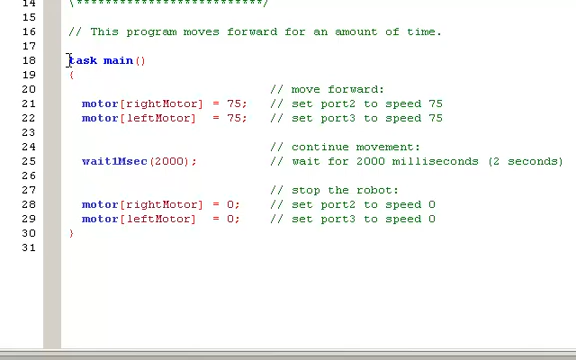 14 \*************************/
15
16 // This program moves forward for an amount of time.
17
18 task main()
19 {
20 // move forward:
21 motor[rightMotor] = 75; // set port2 to speed 75
22 motor[leftMotor] = 75; // set port3 to speed 75
23
24 // continue movement:
25 wait1Msec(2000); // wait for 2000 milliseconds (2 seconds)
26
27 // stop the robot:
28 motor[rightMotor] = 0; // set port2 to speed 0
29 motor[leftMotor] = 0; // set port3 to speed 0
30 }
31